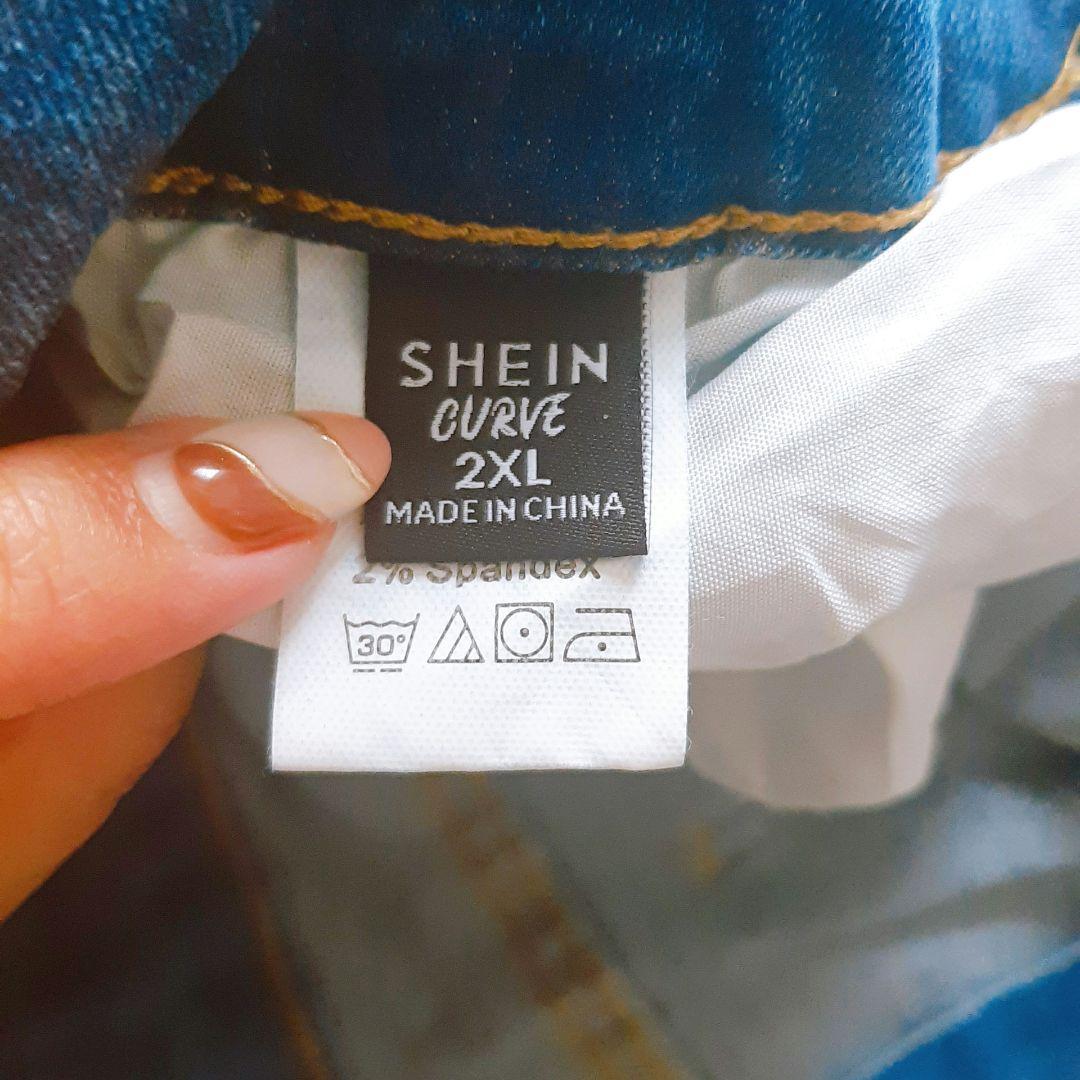 SHEIN
CURVE
2XL
MADE IN CHINA
2% Spandex
30°